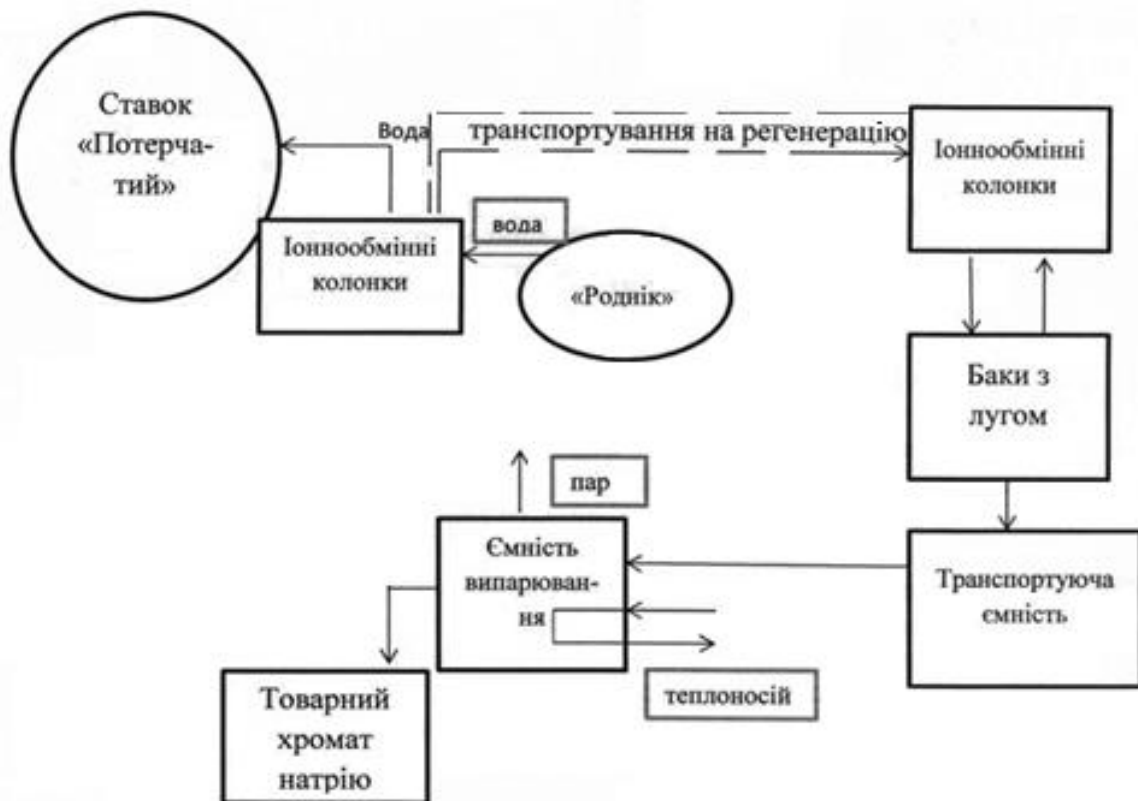 Ставок
«Потерча-
тий»
Вода
транспортування на регенерацію
Іоннообмінні
колонки
вода
Іоннообмінні
колонки
«Роднік»
Баки з
лугом
пар
Ємність
випарюван-
ня
Транспортуюча
ємність
теплоносій
Товарний
хромат
натрію